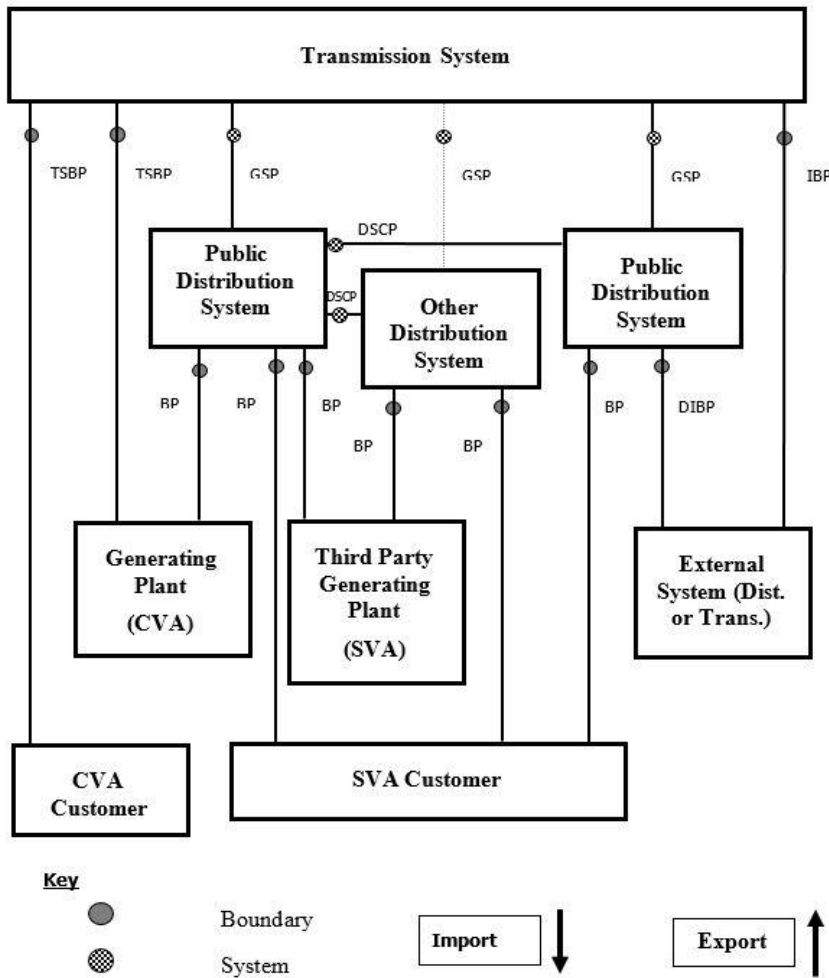 Transmission System
TSBP
TSBP
GSP
GSP
GSP
IBP
DSCP
Public
Distribution
System
DSCP
Other
Distribution
System
Public
Distribution
System
BP
BP
BP
BP
BP
BP
DIBP
Generating
Plant
(CVA)
Third Party
Generating
Plant
(SVA)
External
System (Dist.
or Trans.)
CVA
Customer
SVA Customer
Key
Boundary
System
Import
Export